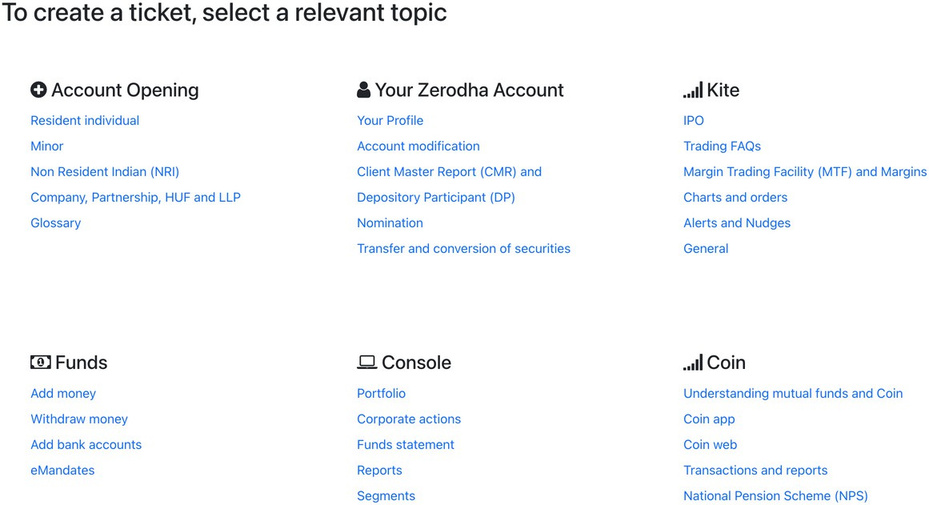 To create a ticket, select a relevant topic
Account Opening
Resident individual
Minor
Non Resident Indian (NRI)
Company, Partnership, HUF and LLP
Glossary
Your Zerodha Account
Your Profile
Account modification
Client Master Report (CMR) and
Depository Participant (DP)
Nomination
Transfer and conversion of securities
Kite
IPO
Trading FAQs
Margin Trading Facility (MTF) and Margins
Charts and orders
Alerts and Nudges
General
Funds
Add money
Withdraw money
Add bank accounts
eMandates
Console
Portfolio
Corporate actions
Funds statement
Reports
Segments
Coin
Understanding mutual funds and Coin
Coin app
Coin web
Transactions and reports
National Pension Scheme (NPS)